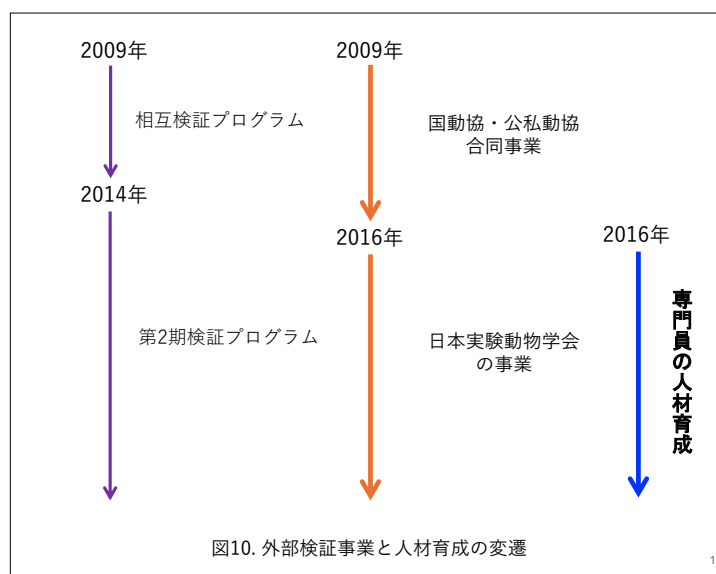 2009年
2009年
相互検証プログラム
国動協・公私動協
合同事業
2014年
2016年
2016年
専門員の人材育成
第2期検証プログラム
日本実験動物学会
の事業
図10. 外部検証事業と人材育成の変遷
1